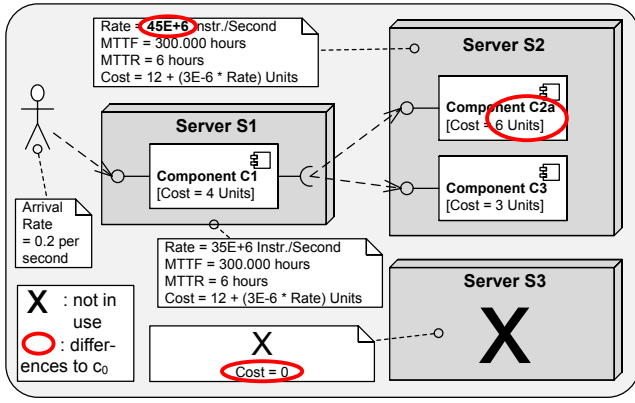 Rate = 45E+6 Instr./Second
MTTF = 300.000 hours
MTTR = 6 hours
Cost = 12 + (3E-6 * Rate) Units
Server S2
Component C2a
[Cost = 6 Units]
Server S1
Component C1
[Cost = 4 Units]
Component C3
[Cost = 3 Units]
Arrival
Rate
= 0.2 per
second
Rate = 35E+6 Instr./Second
MTTF = 300.000 hours
MTTR = 6 hours
Cost = 12 + (3E-6 * Rate) Units
Server S3
X
X : not in
use
: differ-
ences to c₀
X
Cost = 0